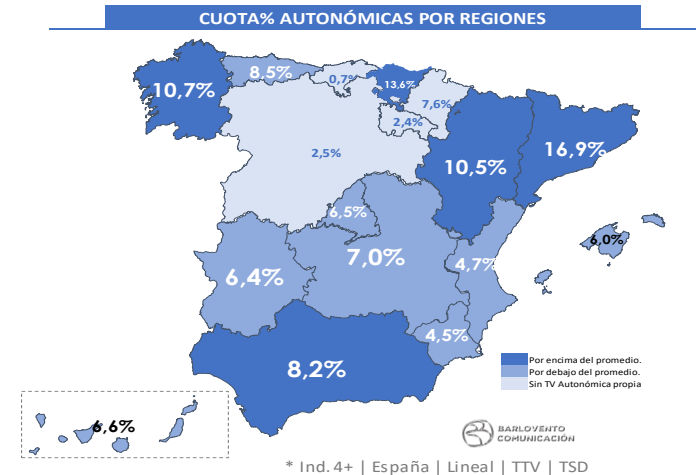 CUOTA% AUTONÓMICAS POR REGIONES
10,7%
8,5%
0,7%
13,6%
7,6%
2,4%
2,5%
10,5%
16,9%
6,5%
7,0%
6,4%
4,7%
6,0%
4,5%
8,2%
6,6%
Por encima del promedio.
Por debajo del promedio.
Sin TV Autonómica propia
BARLOVENTO
COMUNICACIÓN
* Ind. 4+ | España | Lineal | TTV | TSD